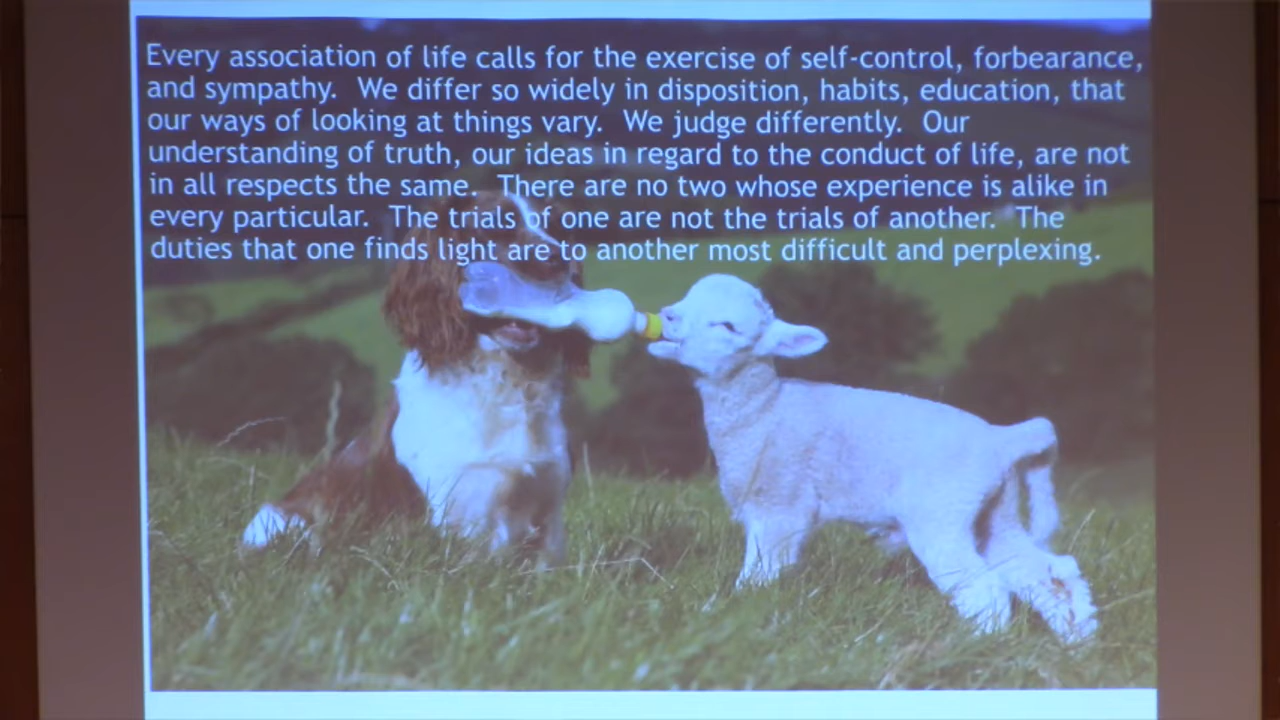 Every association of life calls for the exercise of self-control, forbearance,
and sympathy.  We differ so widely in disposition, habits, education, that
our ways of looking at things vary.  We judge differently.  Our
understanding of truth, our ideas in regard to the conduct of life, are not
in all respects the same.  There are no two whose experience is alike in
every particular.  The trials of one are not the trials of another.  The
duties that one finds light are to another most difficult and perplexing.